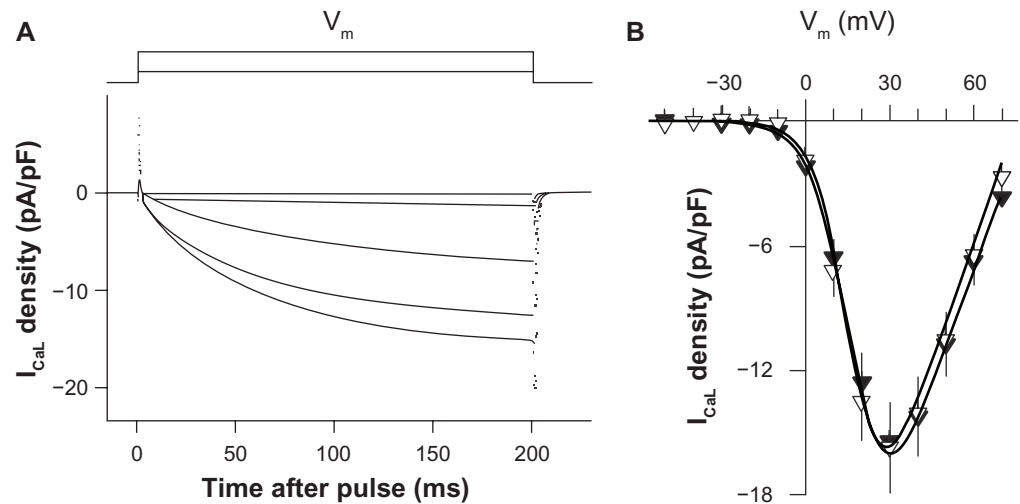 A
Vm
0
−10
−20
ICaL density (pA/pF)
0
50
100
150
200
Time after pulse (ms)
B
Vm (mV)
−30
0
30
60
−6
−12
−18
ICaL density (pA/pF)